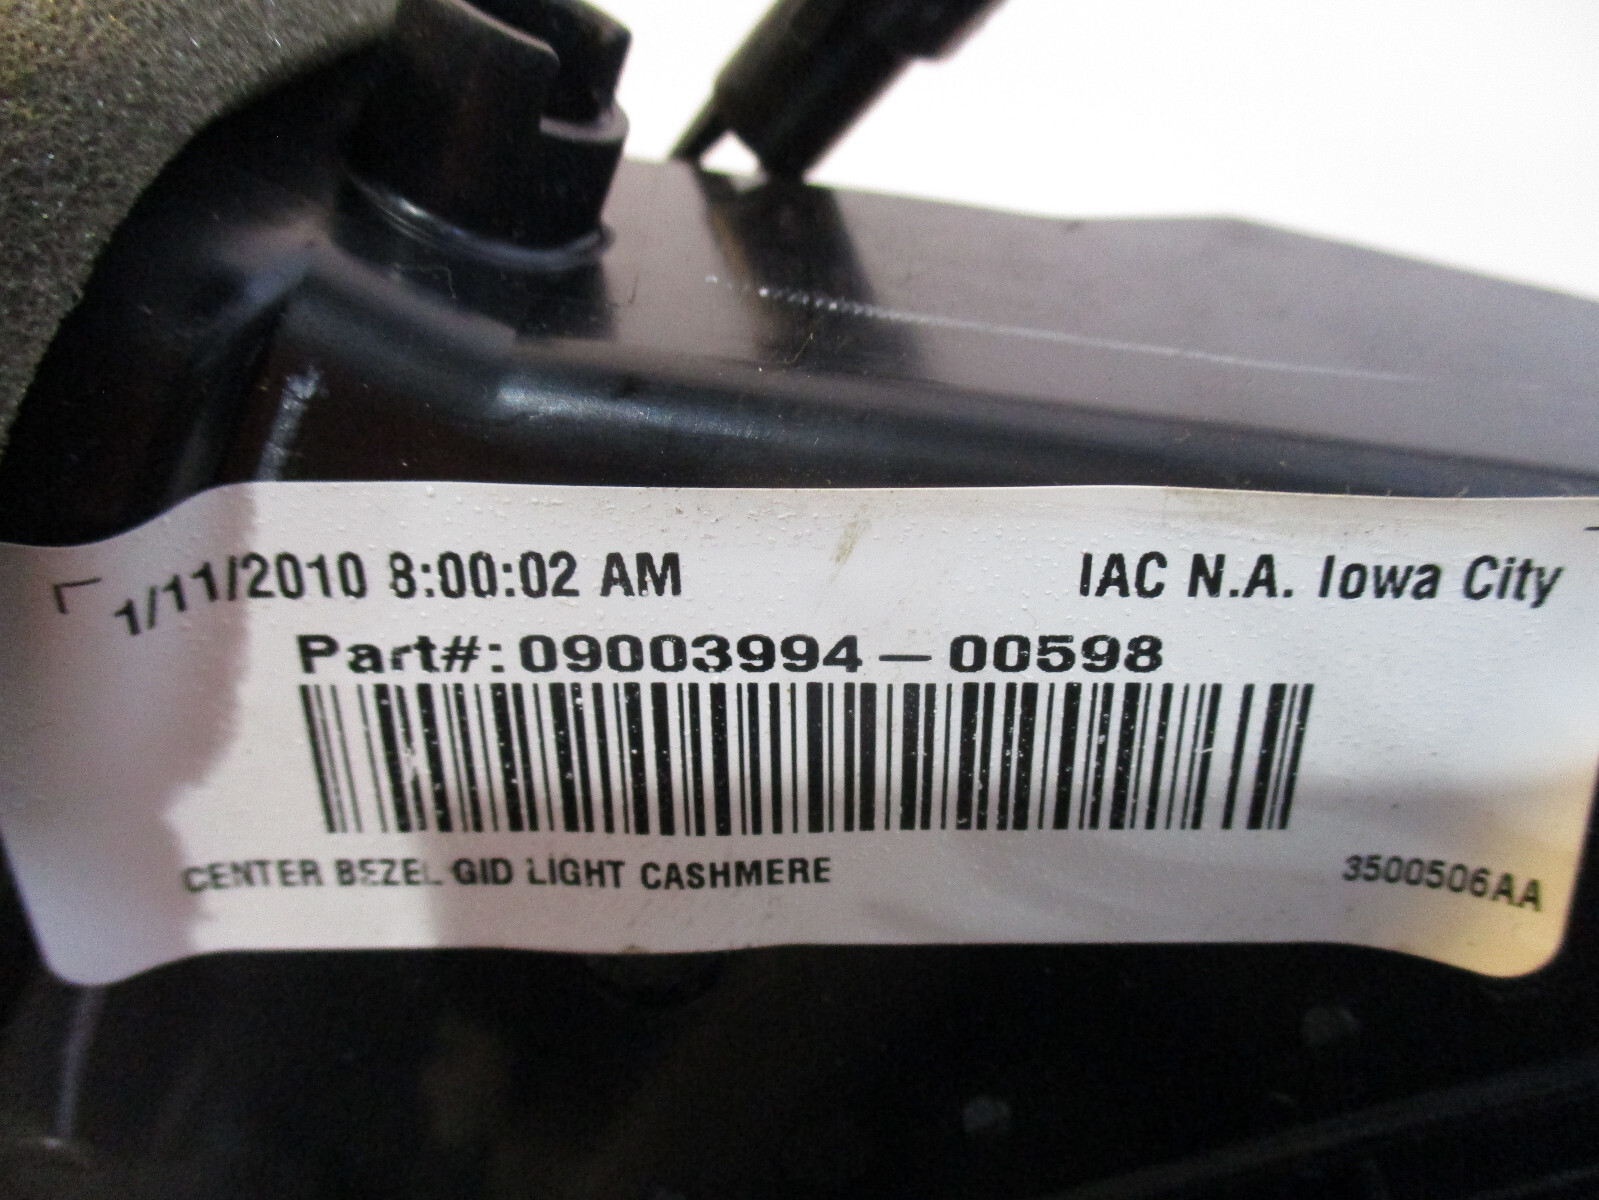 1/11/2010 8:00:02 AM IAC N.A. Iowa City
Part#: 09003994-00598
CENTER BEZEL GID LIGHT CASHMERE 3500506AA